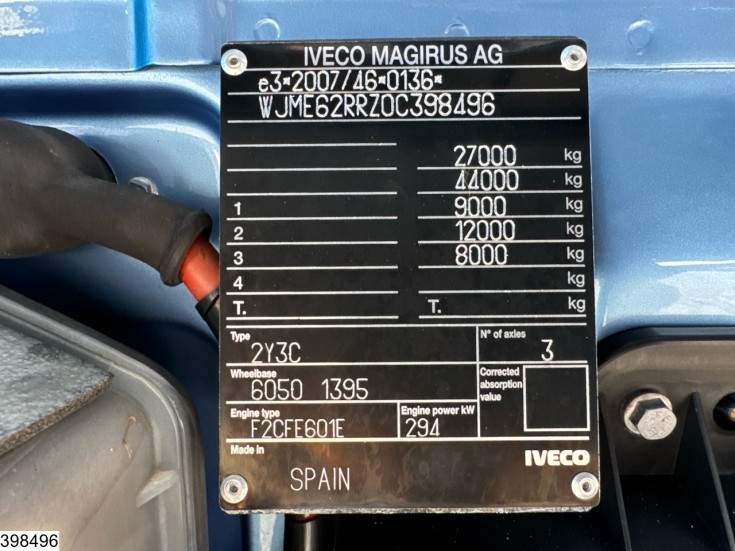 IVECO MAGIRUS AG
e3*2007/46*0136*
WJME62RRZ0C398496
27000 kg
44000 kg
1 9000 kg
2 12000 kg
3 8000 kg
4 kg
T. T. kg
Type
2Y3C
N° of axles
3
Wheelbase
6050 1395
Corrected
absorption
value
Engine type
F2CFE601E
Engine power kW
294
Made in
SPAIN
IVECO
398496